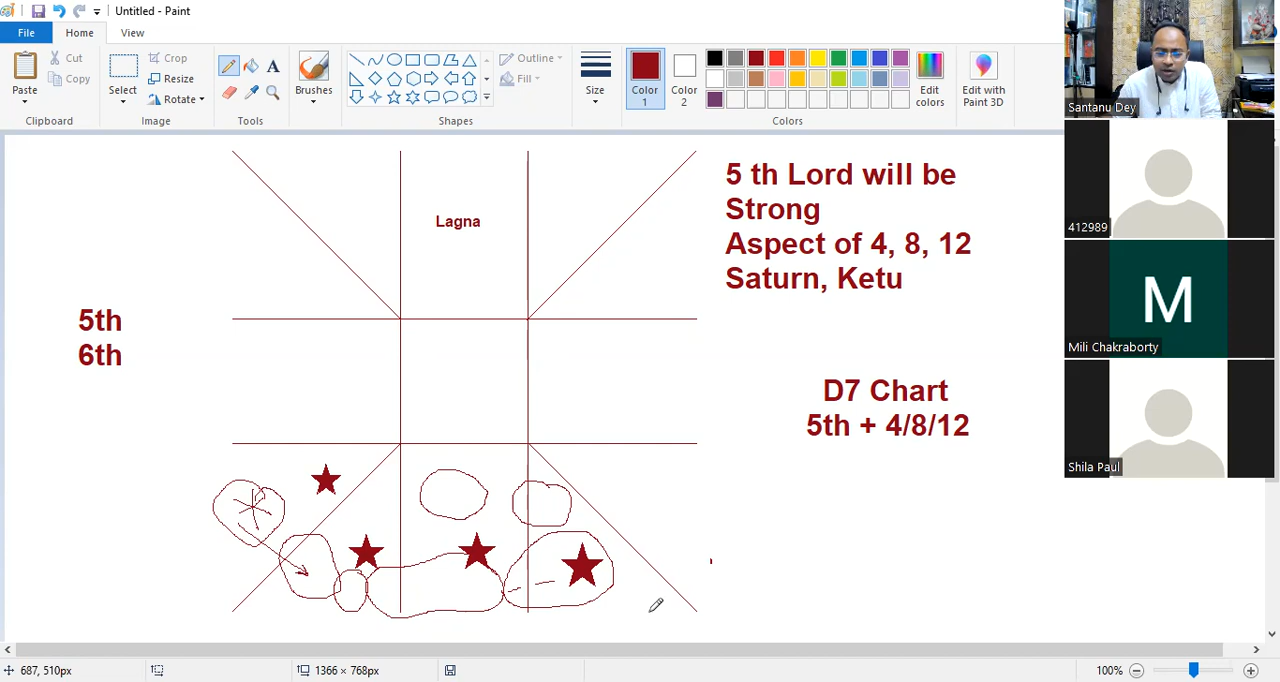 Untitled - Paint
File
Home
View
Paste
Cut
Copy
Clipboard
Select
Crop
Resize
Rotate
Image
Tools
Brushes
Shapes
Outline
Fill
Size
Color
1
Color
2
Colors
Edit
colors
Edit with
Paint 3D
Lagna
5th
6th
5 th Lord will be
Strong
Aspect of 4, 8, 12
Saturn, Ketu
D7 Chart
5th + 4/8/12
Santanu Dey
412989
M
Mili Chakraborty
Shila Paul
687, 510px
1366 × 768px
100%